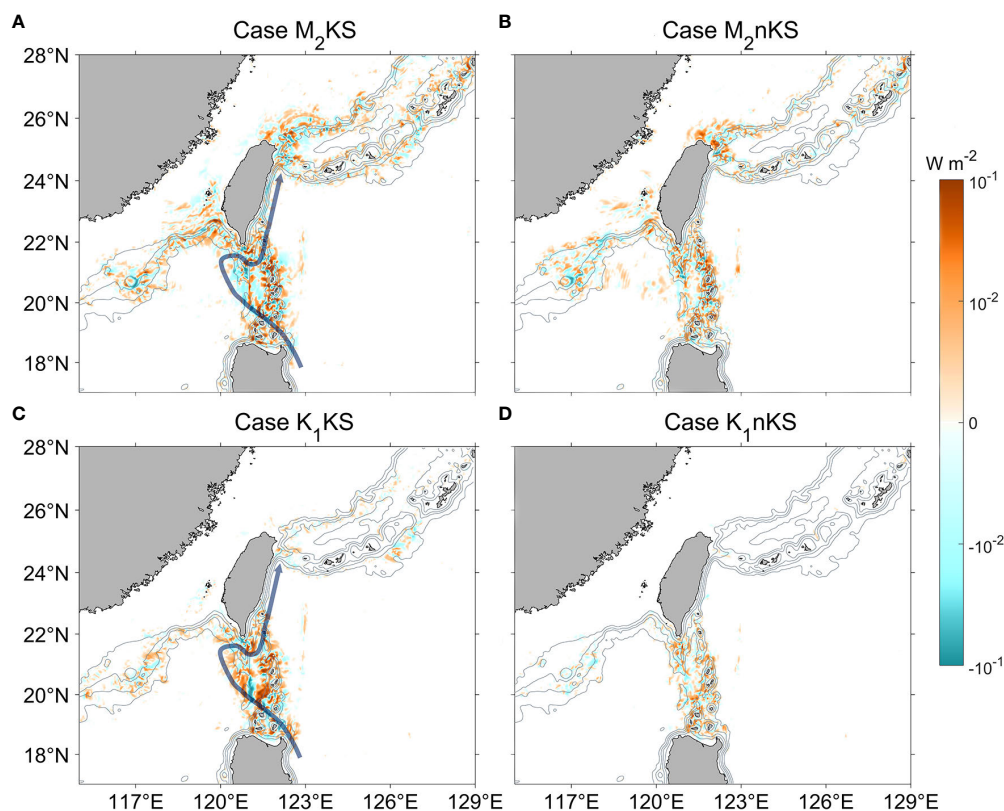 A
Case M₂KS
B
Case M₂nKS
28°N
26°N
24°N
22°N
20°N
18°N
W m⁻²
10⁻¹
10⁻²
0
-10⁻²
-10⁻¹
C
Case K₁KS
D
Case K₁nKS
28°N
26°N
24°N
22°N
20°N
18°N
117°E 120°E 123°E 126°E 129°E
117°E 120°E 123°E 126°E 129°E